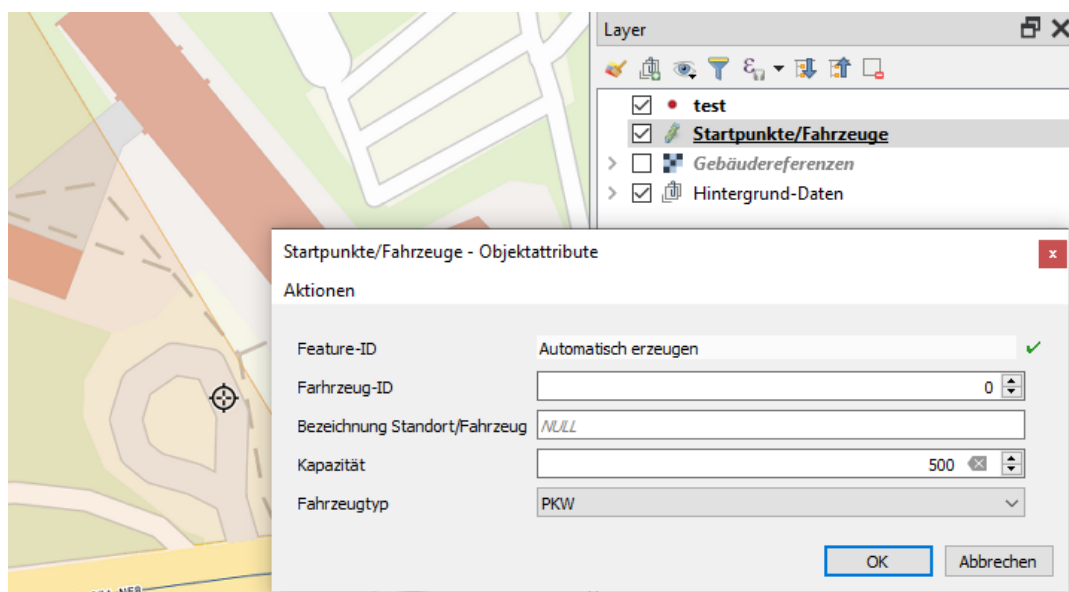 Layer
test
Startpunkte/Fahrzeuge
Gebäudereferenzen
Hintergrund-Daten
Startpunkte/Fahrzeuge - Objektattribute
x
Aktionen
Feature-ID Automatisch erzeugen
Farhrzeug-ID 0
Bezeichnung Standort/Fahrzeug NULL
Kapazität 500
Fahrzeugtyp PKW
OK Abbrechen